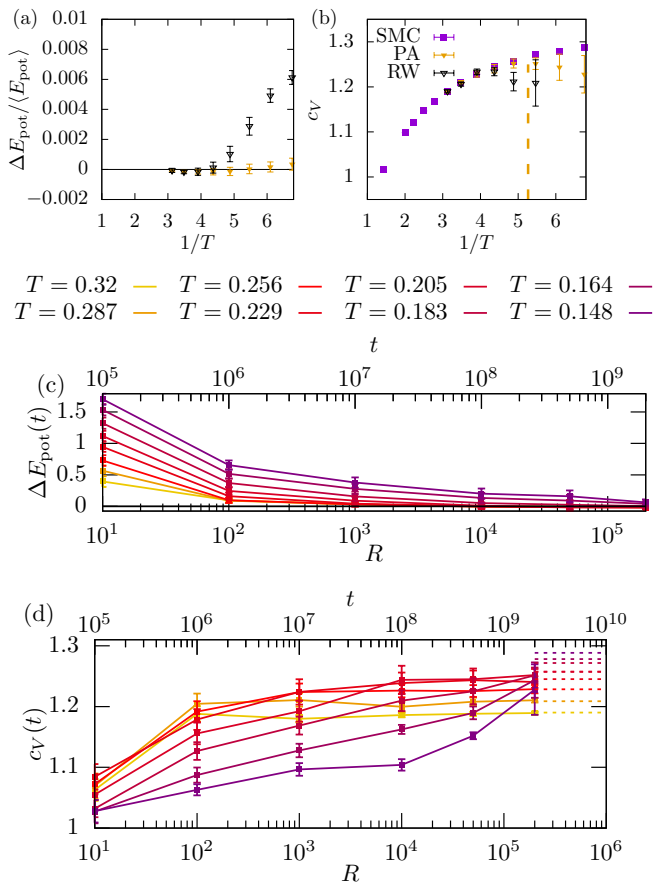 (a)
0.01
0.008
0.006
0.004
0.002
0
−0.002
ΔE_pot/⟨E_pot⟩
1 2 3 4 5 6
1/T
(b)
SMC
PA
RW
1.3
1.2
1.1
1
c_V
1 2 3 4 5 6
1/T
T = 0.32 T = 0.256 T = 0.205 T = 0.164
T = 0.287 T = 0.229 T = 0.183 T = 0.148
t
(c)
10^5 10^6 10^7 10^8 10^9
1.5
1
0.5
0
ΔE_pot(t)
10^1 10^2 10^3 10^4 10^5
R
t
(d)
10^5 10^6 10^7 10^8 10^9 10^10
1.3
1.2
1.1
1
c_V(t)
10^1 10^2 10^3 10^4 10^5 10^6
R